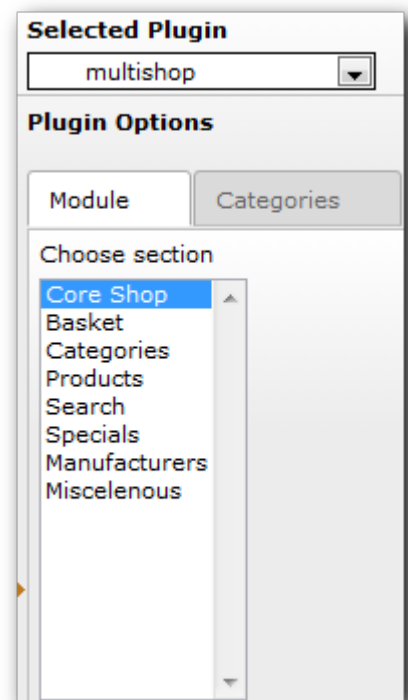 Selected Plugin
multishop
Plugin Options
Module
Categories
Choose section
Core Shop
Basket
Categories
Products
Search
Specials
Manufacturers
Miscelenous